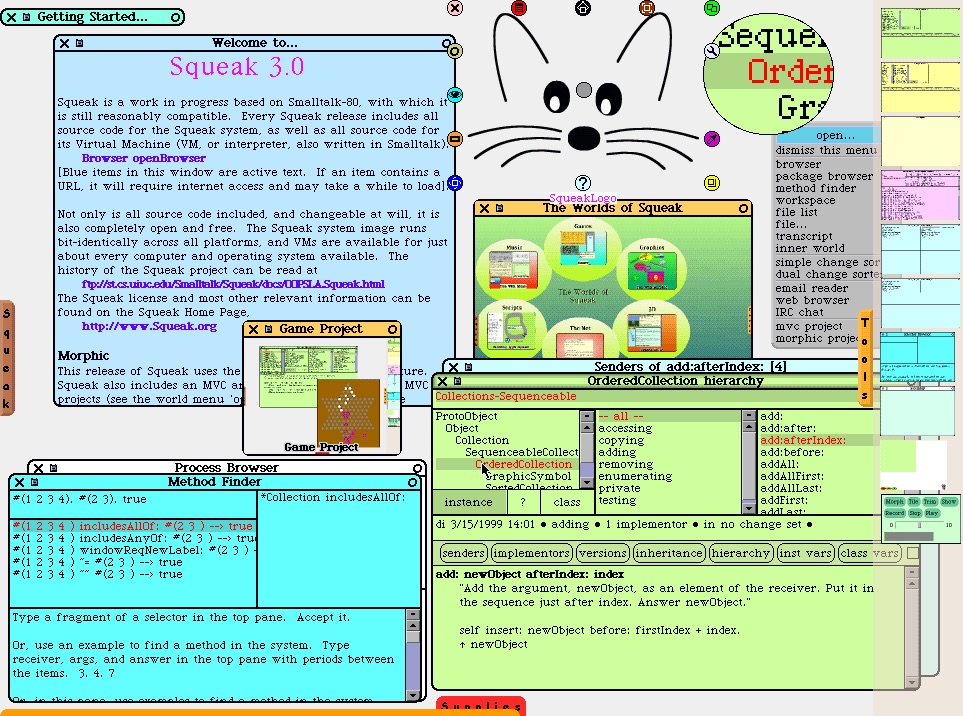 Getting Started...
Welcome to...
Squeak 3.0
Squeak is a work in progress based on Smalltalk-80, with which it
is still reasonably compatible.  Every Squeak release includes all
source code for the Squeak system, as well as all source code for
its Virtual Machine (VM, or interpreter, also written in Smalltalk).
Browser openBrowser
[Blue items in this window are active text.  If an item contains a
URL, it will require internet access and may take a while to load]
Not only is all source code included, and changeable at will, it is
also completely open and free.  The Squeak system image runs
bit-identically across all platforms, and VMs are available for just
about every computer and operating system available.  The
history of the Squeak project can be read at
ftp://st.cs.uiuc.edu/Smalltalk/Squeak/docs/OOPSLA.Squeak.html
The Squeak license and most other relevant information can be
found on the Squeak Home Page,
http://www.Squeak.org
Morphic
This release of Squeak uses the
Squeak also includes an MVC
MVC
projects (see the world menu
Squeak
Game Project
Game Project
SqueakLogo
The Worlds of Squeak
Games
Music
Graphics
The Worlds of
Squeak
Scripts
The Net
3D
Order
open...
dismiss this menu
browser
package browser
method finder
workspace
file list
file...
transcript
inner world
simple change sor
dual change sorte
email reader
web browser
IRC chat
mvc project
morphic projec
Tools
Senders of add:afterIndex: [4]
OrderedCollection hierarchy
Collections-Sequenceable
ProtoObject
Object
Collection
SequenceableCollect
OrderedCollection
GraphicSymbol
SortedCollection
instance
?
class
-- all --
accessing
copying
adding
removing
enumerating
private
testing
add:
add:after:
add:afterIndex:
add:before:
addAll:
addAllFirst:
addAllLast:
addFirst:
addLast:
di 3/15/1999 14:01 • adding • 1 implementor • in no change set •
senders
implementors
versions
inheritance
hierarchy
inst vars
class vars
add: newObject afterIndex: index
"Add the argument, newObject, as an element of the receiver. Put it in
the sequence just after index. Answer newObject."
self insert: newObject before: firstIndex + index.
↑ newObject
Process Browser
Method Finder
#(1 2 3 4). #(2 3). true
#(1 2 3 4 ) includesAllOf: #(2 3 ) --> true
#(1 2 3 4 ) includesAnyOf: #(2 3 ) --> true
#(1 2 3 4 ) windowReqNewLabel: #(2 3 )
#(1 2 3 4 ) ~= #(2 3 ) --> true
#(1 2 3 4 ) ~~ #(2 3 ) --> true
*Collection includesAllOf:
Type a fragment of a selector in the top pane.  Accept it.
Or, use an example to find a method in the system.  Type
receiver, args, and answer in the top pane with periods between
the items.  3. 4. 7
Or, in this pane, use examples to find a method in the system.
Supplies
Morph Tile Trim Show
Record Stop Play
0 10